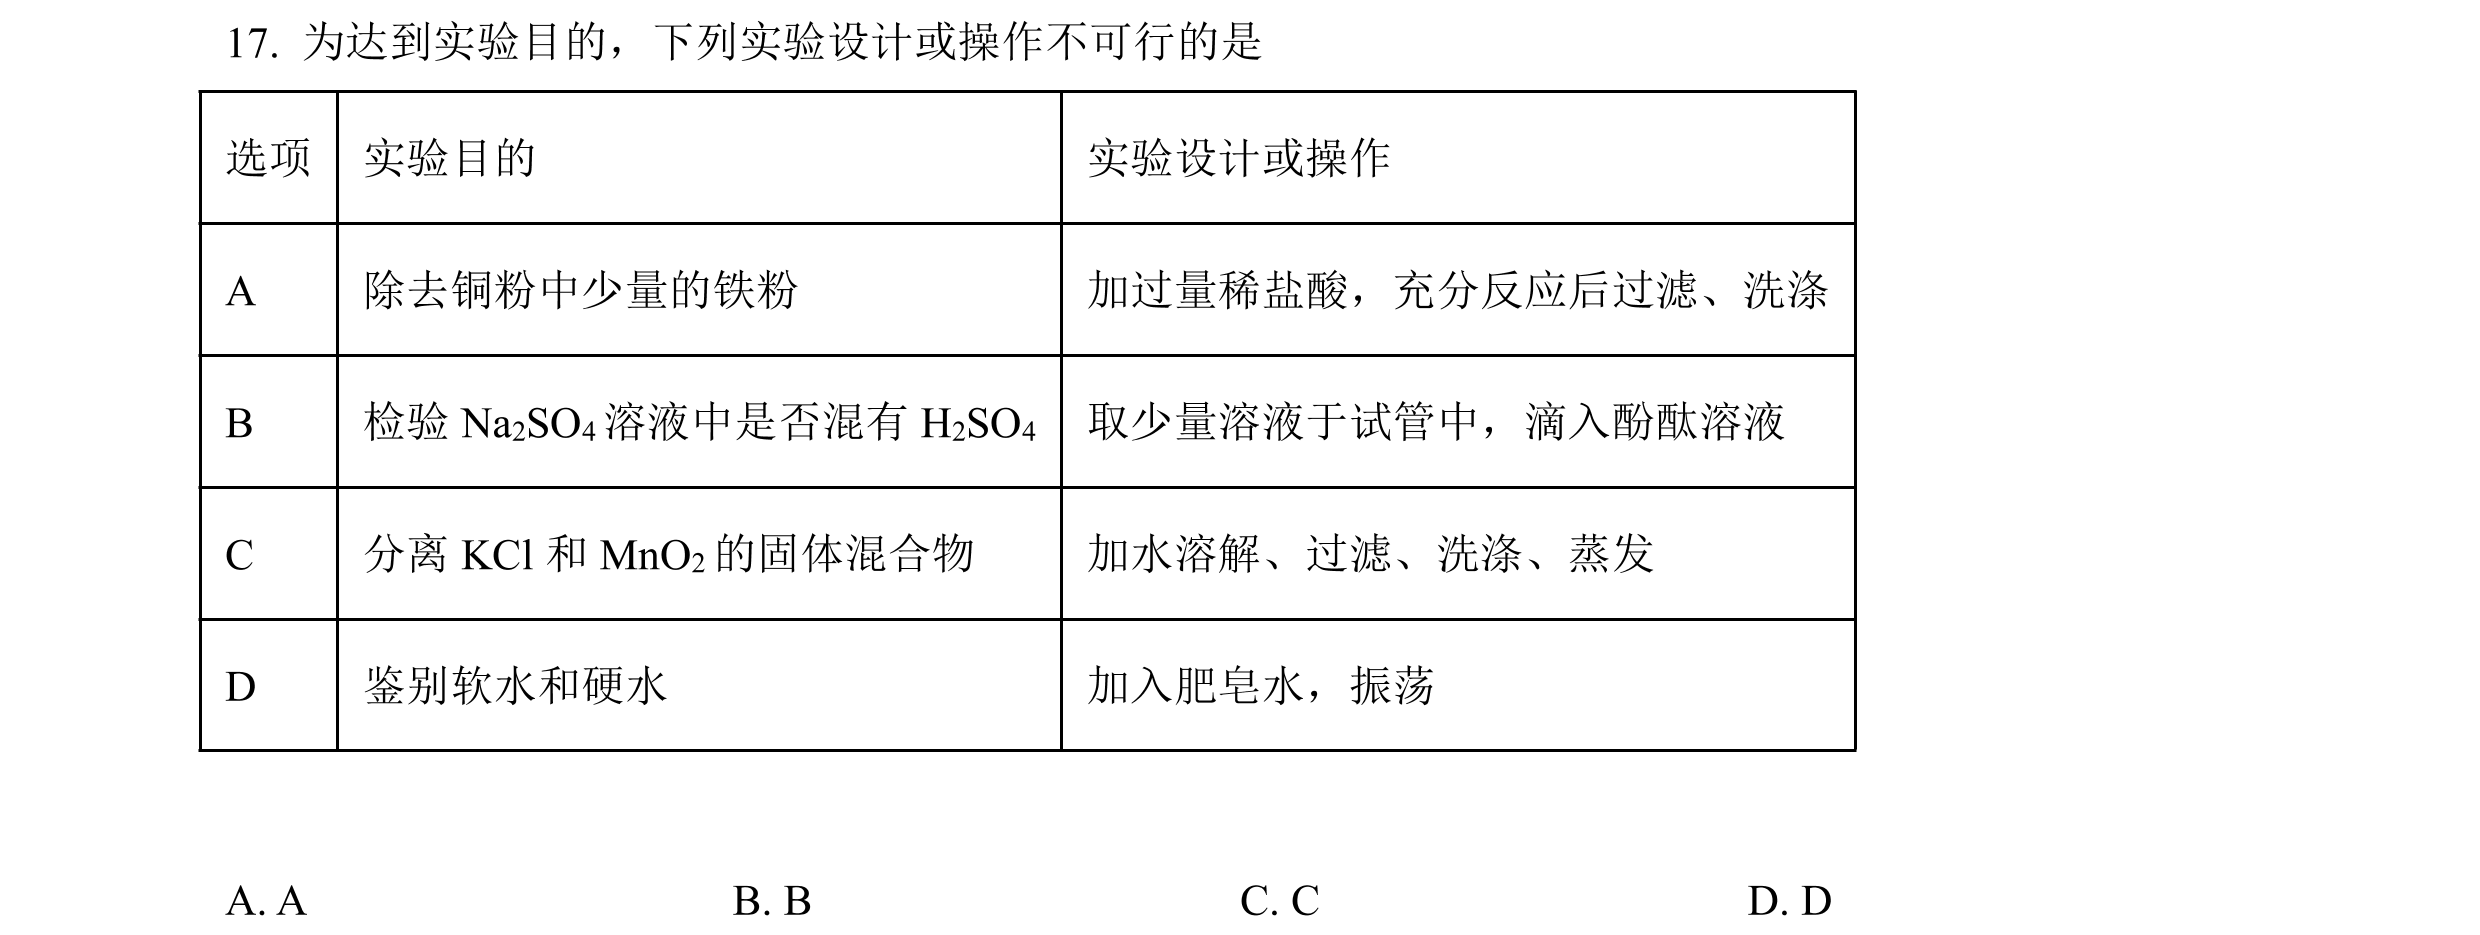 17. 为达到实验目的，下列实验设计或操作不可行的是
选项 实验目的 实验设计或操作
A 除去铜粉中少量的铁粉 加过量稀盐酸，充分反应后过滤、洗涤
B 检验 Na₂SO₄ 溶液中是否混有 H₂SO₄ 取少量溶液于试管中，滴入酚酞溶液
C 分离 KCl 和 MnO₂ 的固体混合物 加水溶解、过滤、洗涤、蒸发
D 鉴别软水和硬水 加入肥皂水，振荡
A. A B. B C. C D. D